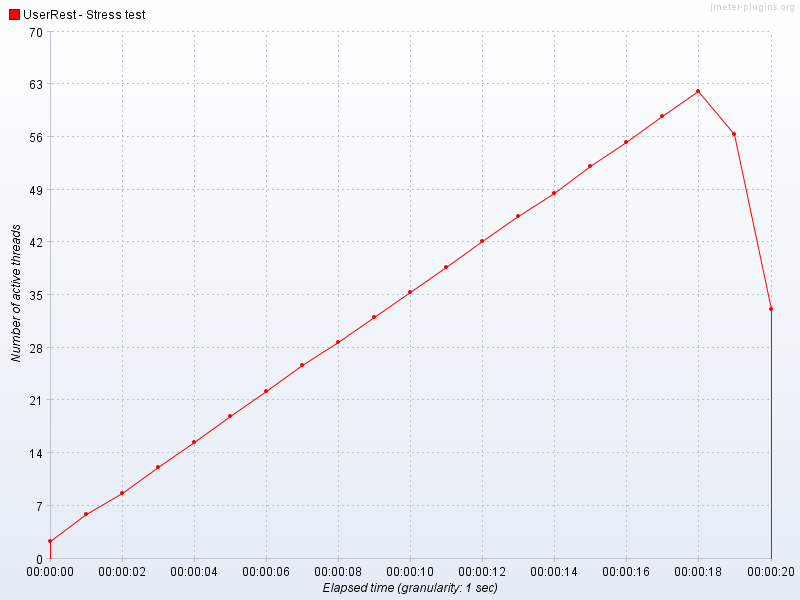 jmeter-plugins.org
UserRest - Stress test
70
63
56
49
42
35
28
21
14
7
0
Number of active threads
00:00:00 00:00:02 00:00:04 00:00:06 00:00:08 00:00:10 00:00:12 00:00:14 00:00:16 00:00:18 00:00:20
Elapsed time (granularity: 1 sec)